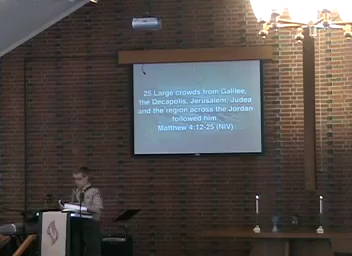 25 Large crowds from Galilee,
the Decapolis, Jerusalem, Judea
and the region across the Jordan
followed him.
Matthew 4:12-25 (NIV)